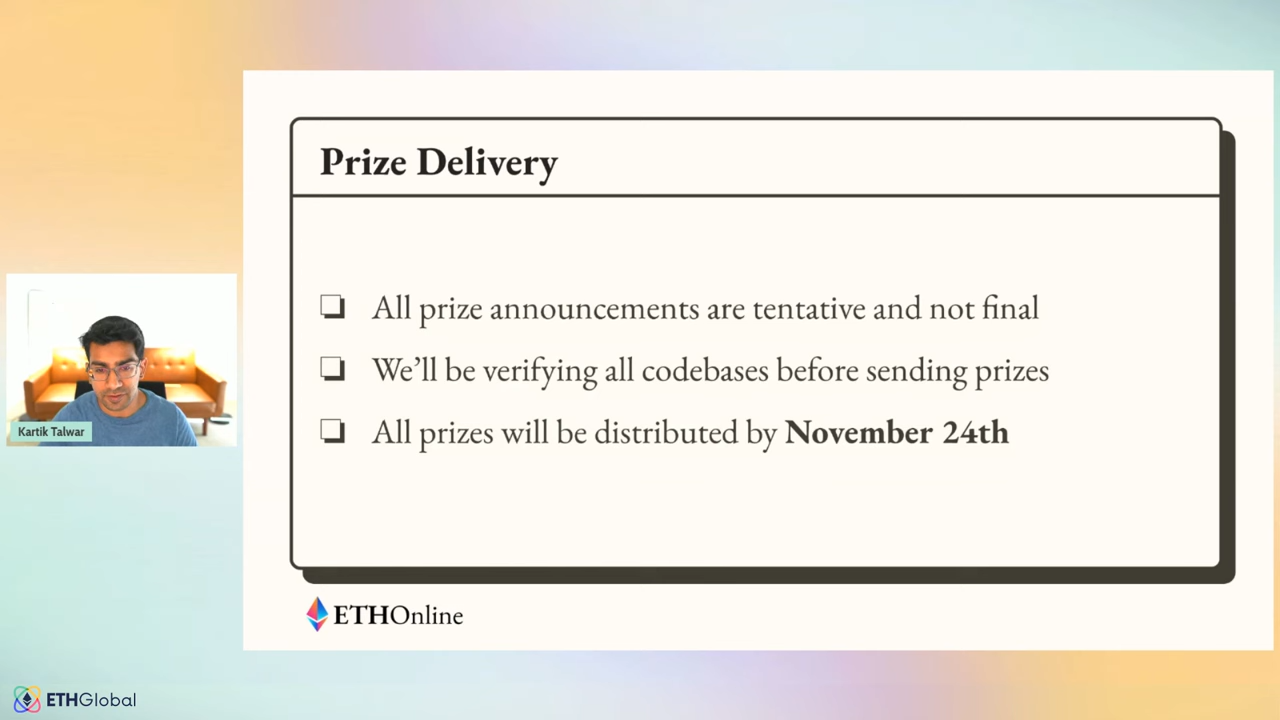 Prize Delivery
All prize announcements are tentative and not final
We’ll be verifying all codebases before sending prizes
All prizes will be distributed by November 24th
Kartik Talwar
ETHOnline
ETHGlobal